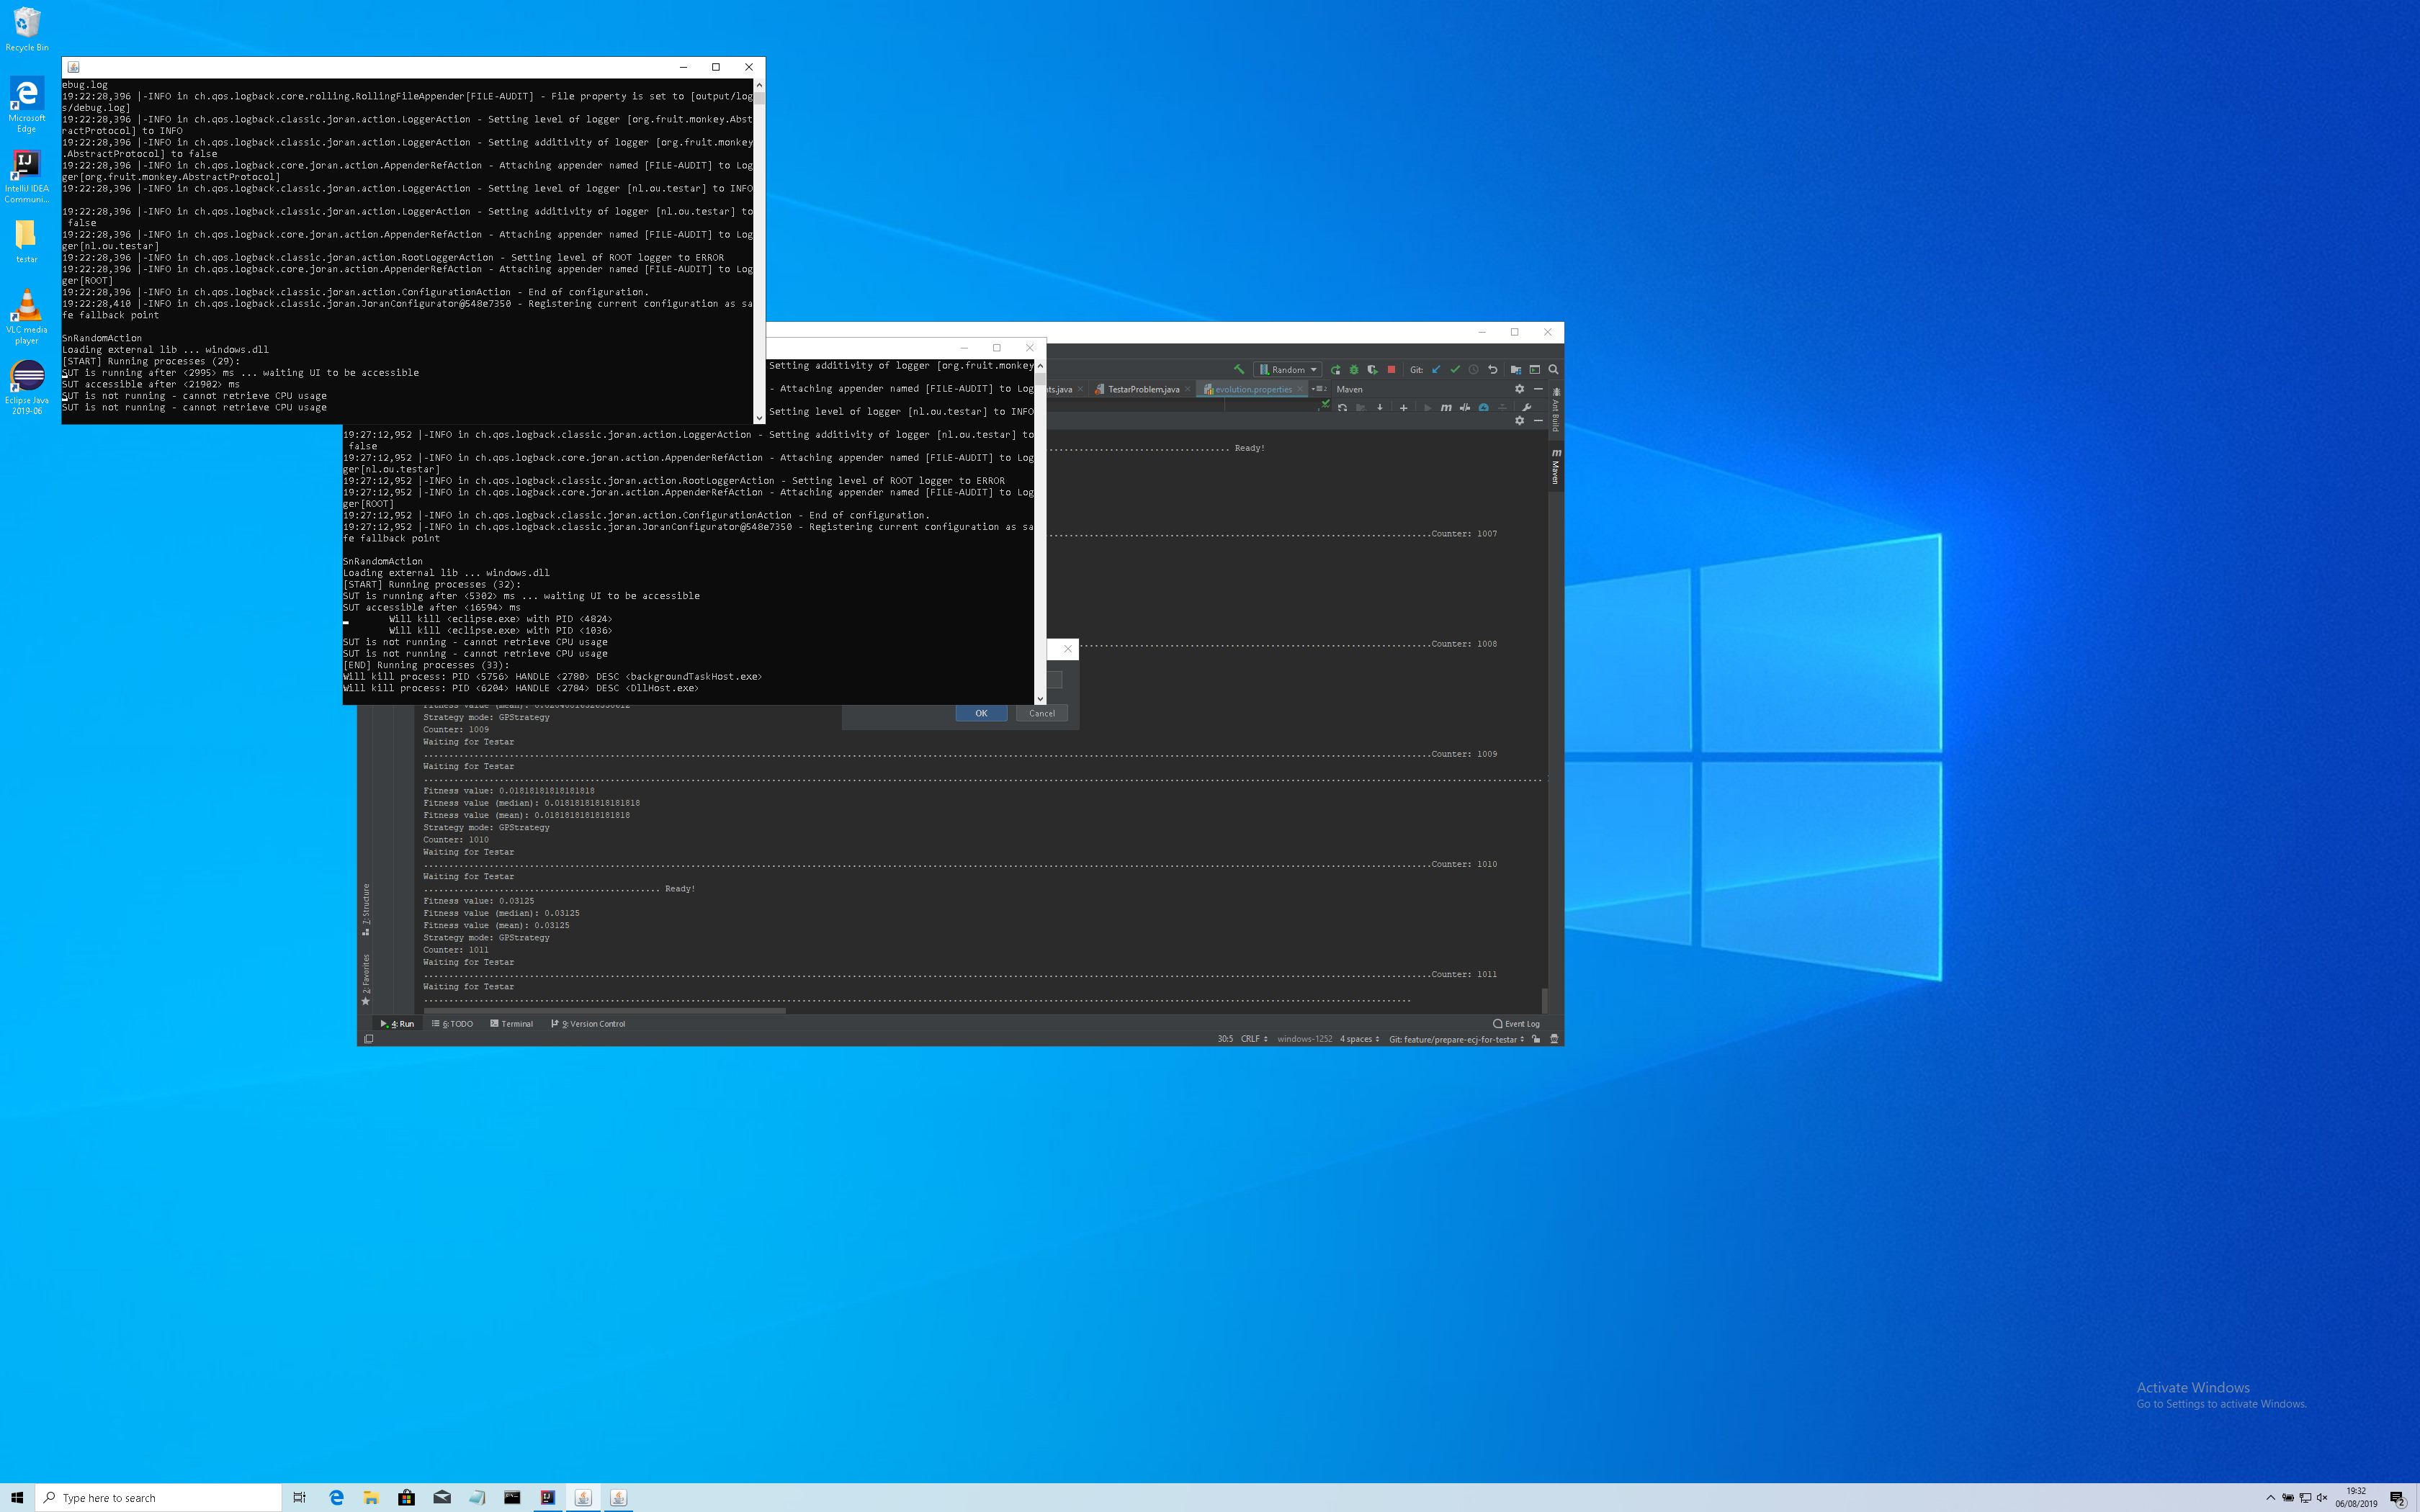 Recycle Bin
Microsoft
Edge
IntelliJ IDEA
Communi...
testar
VLC media
player
Eclipse Java
2019-06
ebug.log
19:22:28,396 |-INFO in ch.qos.logback.core.rolling.RollingFileAppender[FILE-AUDIT] - File property is set to [output/log
s/debug.log]
19:22:28,396 |-INFO in ch.qos.logback.classic.joran.action.LoggerAction - Setting level of logger [org.fruit.monkey.Abst
ractProtocol] to INFO
19:22:28,396 |-INFO in ch.qos.logback.classic.joran.action.LoggerAction - Setting additivity of logger [org.fruit.monkey
.AbstractProtocol] to false
19:22:28,396 |-INFO in ch.qos.logback.core.joran.action.AppenderRefAction - Attaching appender named [FILE-AUDIT] to Log
ger[org.fruit.monkey.AbstractProtocol]
19:22:28,396 |-INFO in ch.qos.logback.classic.joran.action.LoggerAction - Setting level of logger [nl.ou.testar] to INFO
19:22:28,396 |-INFO in ch.qos.logback.classic.joran.action.LoggerAction - Setting additivity of logger [nl.ou.testar] to
false
19:22:28,396 |-INFO in ch.qos.logback.core.joran.action.AppenderRefAction - Attaching appender named [FILE-AUDIT] to Log
ger[nl.ou.testar]
19:22:28,396 |-INFO in ch.qos.logback.classic.joran.action.RootLoggerAction - Setting level of ROOT logger to ERROR
19:22:28,396 |-INFO in ch.qos.logback.core.joran.action.AppenderRefAction - Attaching appender named [FILE-AUDIT] to Log
ger[ROOT]
19:22:28,396 |-INFO in ch.qos.logback.classic.joran.action.ConfigurationAction - End of configuration.
19:22:28,410 |-INFO in ch.qos.logback.classic.joran.JoranConfigurator@548e7350 - Registering current configuration as sa
fe fallback point
SnRandomAction
Loading external lib ... windows.dll
[START] Running processes (29):
SUT is running after <2995> ms ... waiting UI to be accessible
SUT accessible after <21902> ms
SUT is not running - cannot retrieve CPU usage
SUT is not running - cannot retrieve CPU usage
Setting additivity of logger [org.fruit.monkey
- Attaching appender named [FILE-AUDIT] to Log
Setting level of logger [nl.ou.testar] to INFO
19:27:12,952 |-INFO in ch.qos.logback.classic.joran.action.LoggerAction - Setting additivity of logger [nl.ou.testar] to
false
19:27:12,952 |-INFO in ch.qos.logback.core.joran.action.AppenderRefAction - Attaching appender named [FILE-AUDIT] to Log
ger[nl.ou.testar]
19:27:12,952 |-INFO in ch.qos.logback.classic.joran.action.RootLoggerAction - Setting level of ROOT logger to ERROR
19:27:12,952 |-INFO in ch.qos.logback.core.joran.action.AppenderRefAction - Attaching appender named [FILE-AUDIT] to Log
ger[ROOT]
19:27:12,952 |-INFO in ch.qos.logback.classic.joran.action.ConfigurationAction - End of configuration.
19:27:12,952 |-INFO in ch.qos.logback.classic.joran.JoranConfigurator@548e7350 - Registering current configuration as sa
fe fallback point
SnRandomAction
Loading external lib ... windows.dll
[START] Running processes (32):
SUT is running after <5302> ms ... waiting UI to be accessible
SUT accessible after <16594> ms
Will kill <eclipse.exe> with PID <4824>
Will kill <eclipse.exe> with PID <1036>
SUT is not running - cannot retrieve CPU usage
SUT is not running - cannot retrieve CPU usage
[END] Running processes (33):
Will kill process: PID <5756> HANDLE <2780> DESC <backgroundTaskHost.exe>
Will kill process: PID <6204> HANDLE <2784> DESC <DllHost.exe>
Random Git:
ts.java TestarProblem.java evolution.properties Maven
Ant Build
Maven
Ready!
Counter: 1007
Counter: 1008
OK Cancel
Strategy mode: GPStrategy
Counter: 1009
Waiting for Testar
Counter: 1009
Waiting for Testar
Fitness value: 0.01818181818181818
Fitness value (median): 0.01818181818181818
Fitness value (mean): 0.01818181818181818
Strategy mode: GPStrategy
Counter: 1010
Waiting for Testar
Counter: 1010
Waiting for Testar
Ready!
Fitness value: 0.03125
Fitness value (median): 0.03125
Fitness value (mean): 0.03125
Strategy mode: GPStrategy
Counter: 1011
Waiting for Testar
Counter: 1011
Waiting for Testar
7: Structure
2: Favorites
4: Run 6: TODO Terminal 9: Version Control Event Log
30:5 CRLF windows-1252 4 spaces Git: feature/prepare-ecj-for-testar
Activate Windows
Go to Settings to activate Windows.
Type here to search
19:32
06/08/2019
2